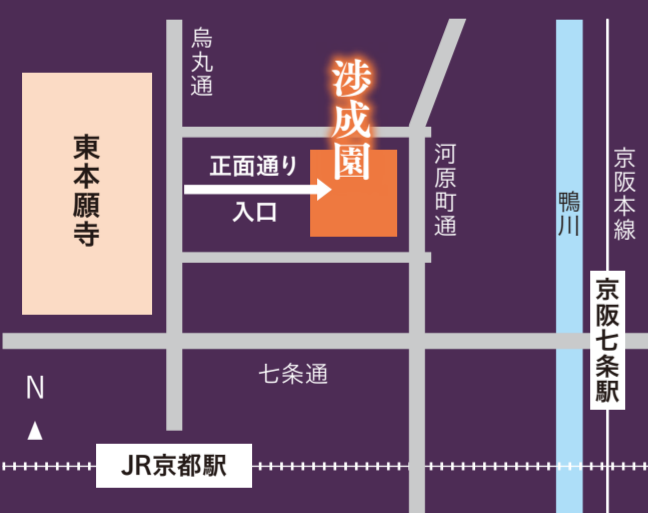 烏丸通
渉成園
東本願寺
正面通り
入口
河原町通
鴨川
京阪本線
京阪七条駅
七条通
N
JR京都駅